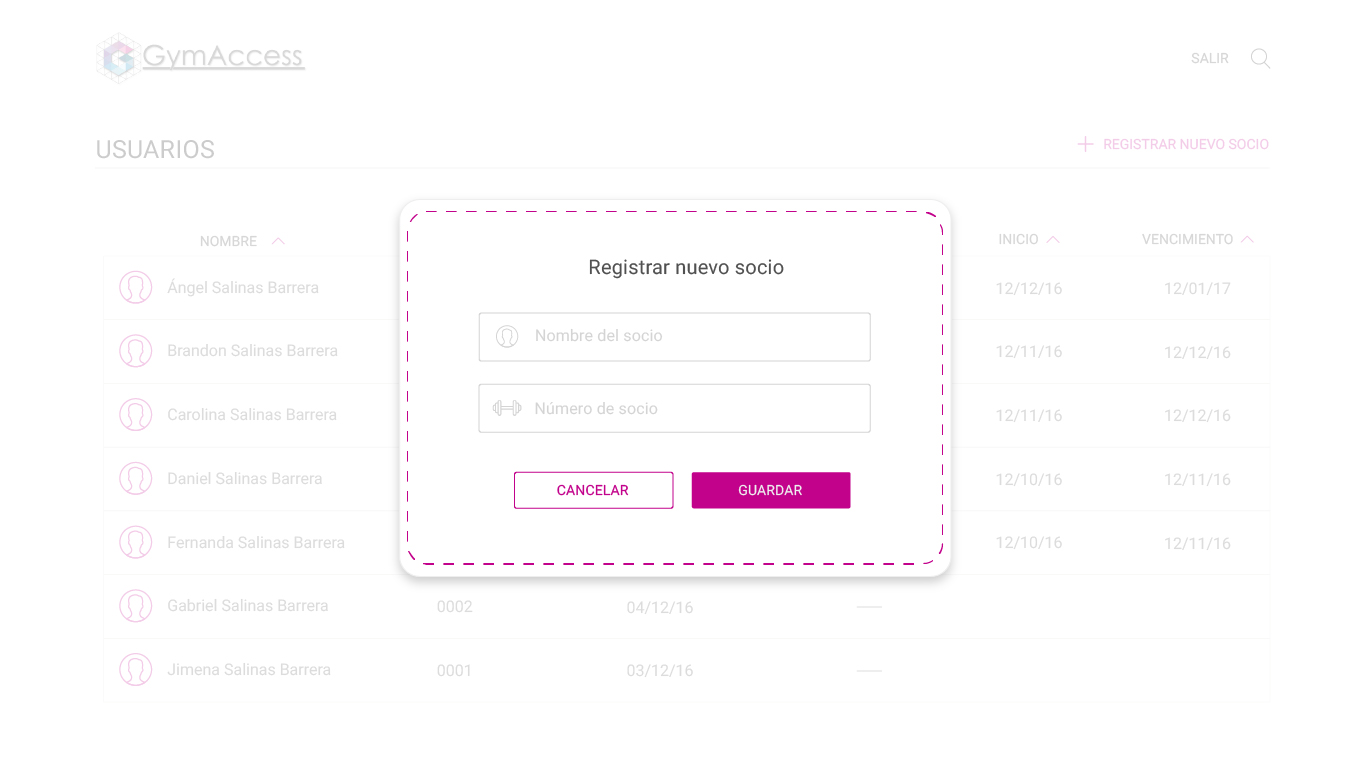 GymAccess
SALIR
USUARIOS
REGISTRAR NUEVO SOCIO
NOMBRE
INICIO
VENCIMIENTO
Ángel Salinas Barrera
12/12/16
12/01/17
Brandon Salinas Barrera
12/11/16
12/12/16
Carolina Salinas Barrera
12/11/16
12/12/16
Daniel Salinas Barrera
12/10/16
12/11/16
Fernanda Salinas Barrera
12/10/16
12/11/16
Gabriel Salinas Barrera
0002
04/12/16
Jimena Salinas Barrera
0001
03/12/16
Registrar nuevo socio
Nombre del socio
Número de socio
CANCELAR
GUARDAR